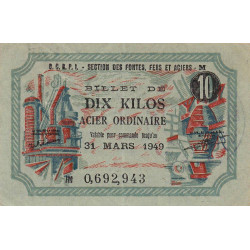 O.C.R.P.I. - SECTION DES FONTES, FERS ET ACIERS M
BILLET DE
10
DIX KILOS
ACIER ORDINAIRE
Valable pour commande jusqu'au
31 MARS 1949
7M 0,692,943